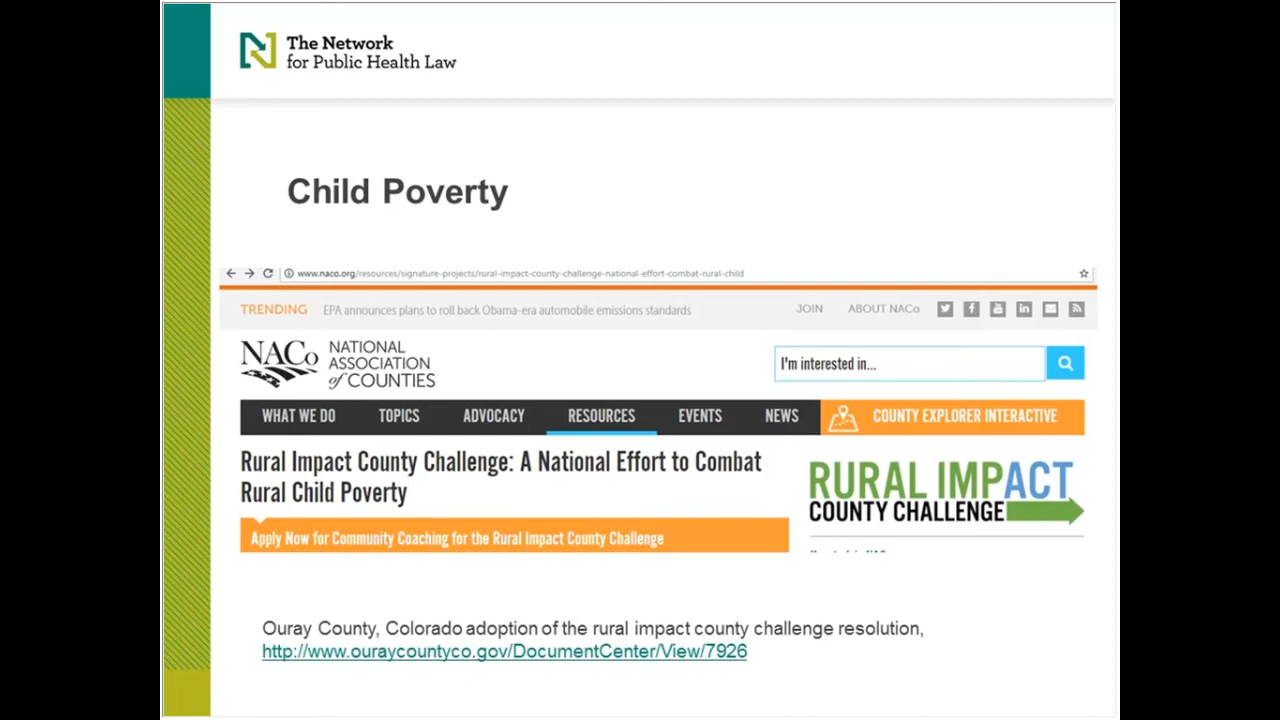 The Network
for Public Health Law
Child Poverty
www.naco.org/resources/signature-projects/rural-impact-county-challenge-national-effort-combat-rural-child
TRENDING EPA announces plans to roll back Obama-era automobile emissions standards JOIN ABOUT NACo
NACo NATIONAL
ASSOCIATION
of COUNTIES
I'm interested in...
WHAT WE DO TOPICS ADVOCACY RESOURCES EVENTS NEWS COUNTY EXPLORER INTERACTIVE
Rural Impact County Challenge: A National Effort to Combat
Rural Child Poverty
RURAL IMPACT
COUNTY CHALLENGE
Apply Now for Community Coaching for the Rural Impact County Challenge
Ouray County, Colorado adoption of the rural impact county challenge resolution,
http://www.ouraycountyco.gov/DocumentCenter/View/7926